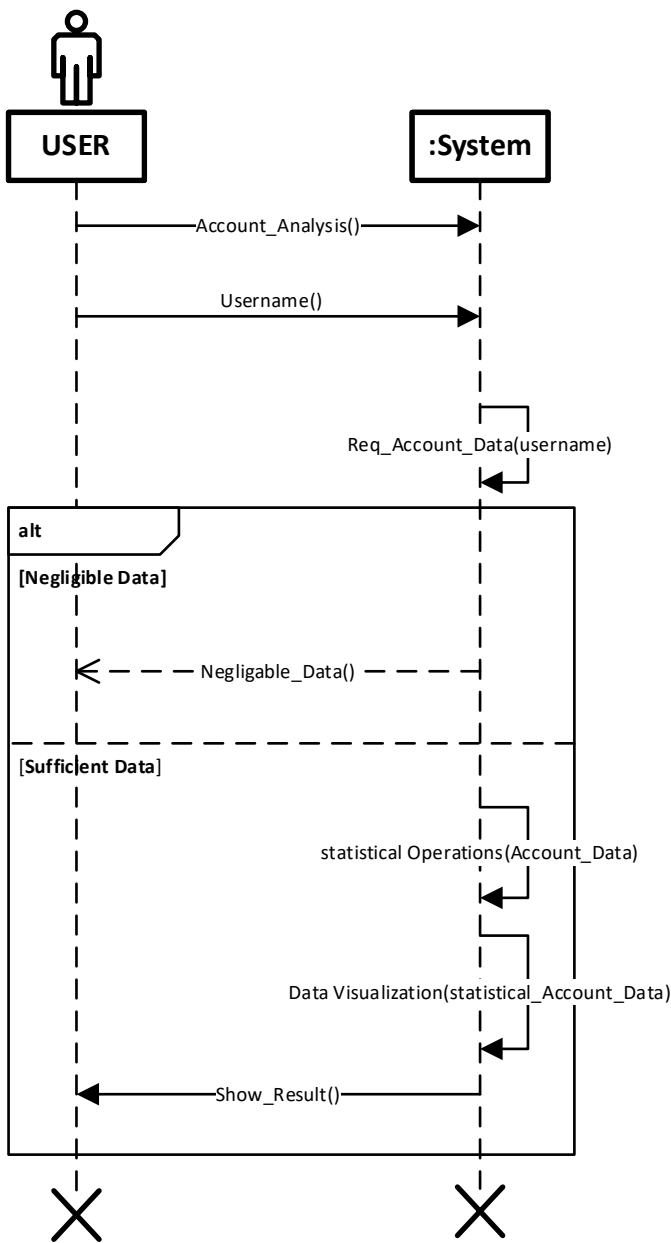 USER
:System
Account_Analysis()
Username()
Req_Account_Data(username)
alt
[Negligible Data]
Negligable_Data()
[Sufficient Data]
statistical Operations(Account_Data)
Data Visualization(statistical_Account_Data)
Show_Result()